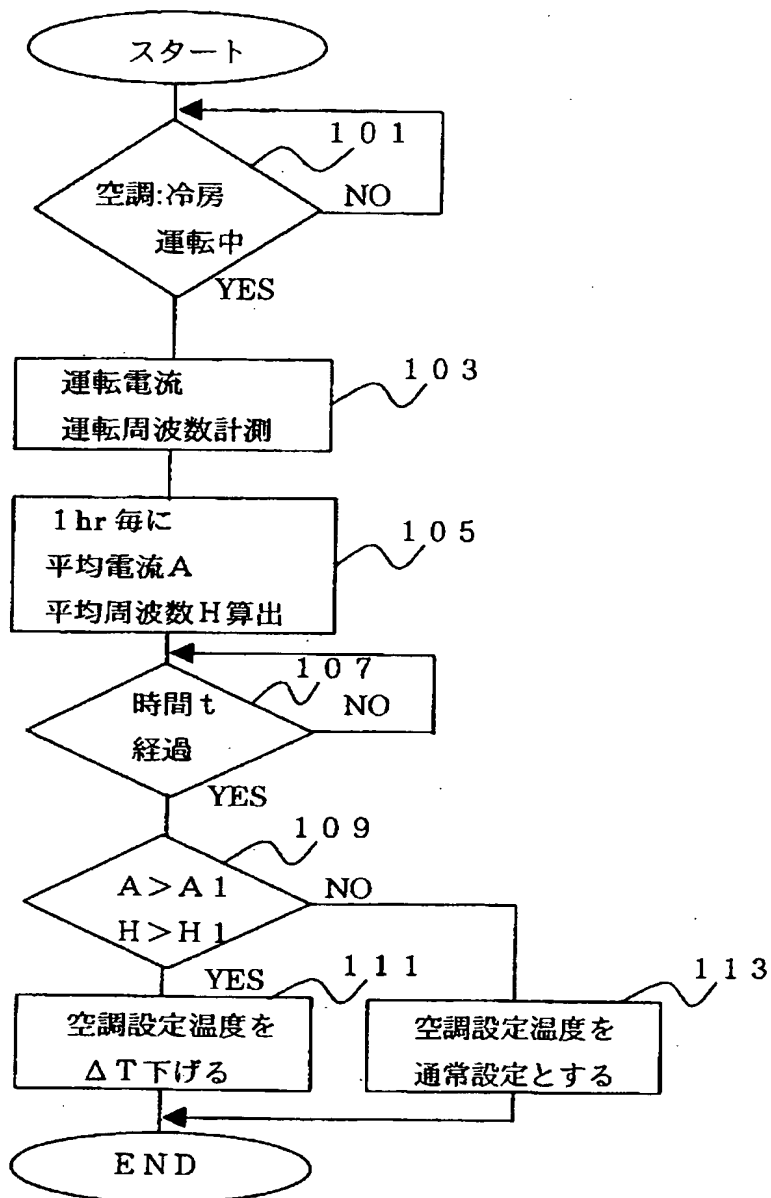 スタート
101
空調:冷房
運転中
NO
YES
103
運転電流
運転周波数計測
105
1hr毎に
平均電流A
平均周波数H算出
107
時間t
経過
NO
YES
109
A>A1
H>H1
NO
YES
111
空調設定温度を
ΔT下げる
113
空調設定温度を
通常設定とする
END